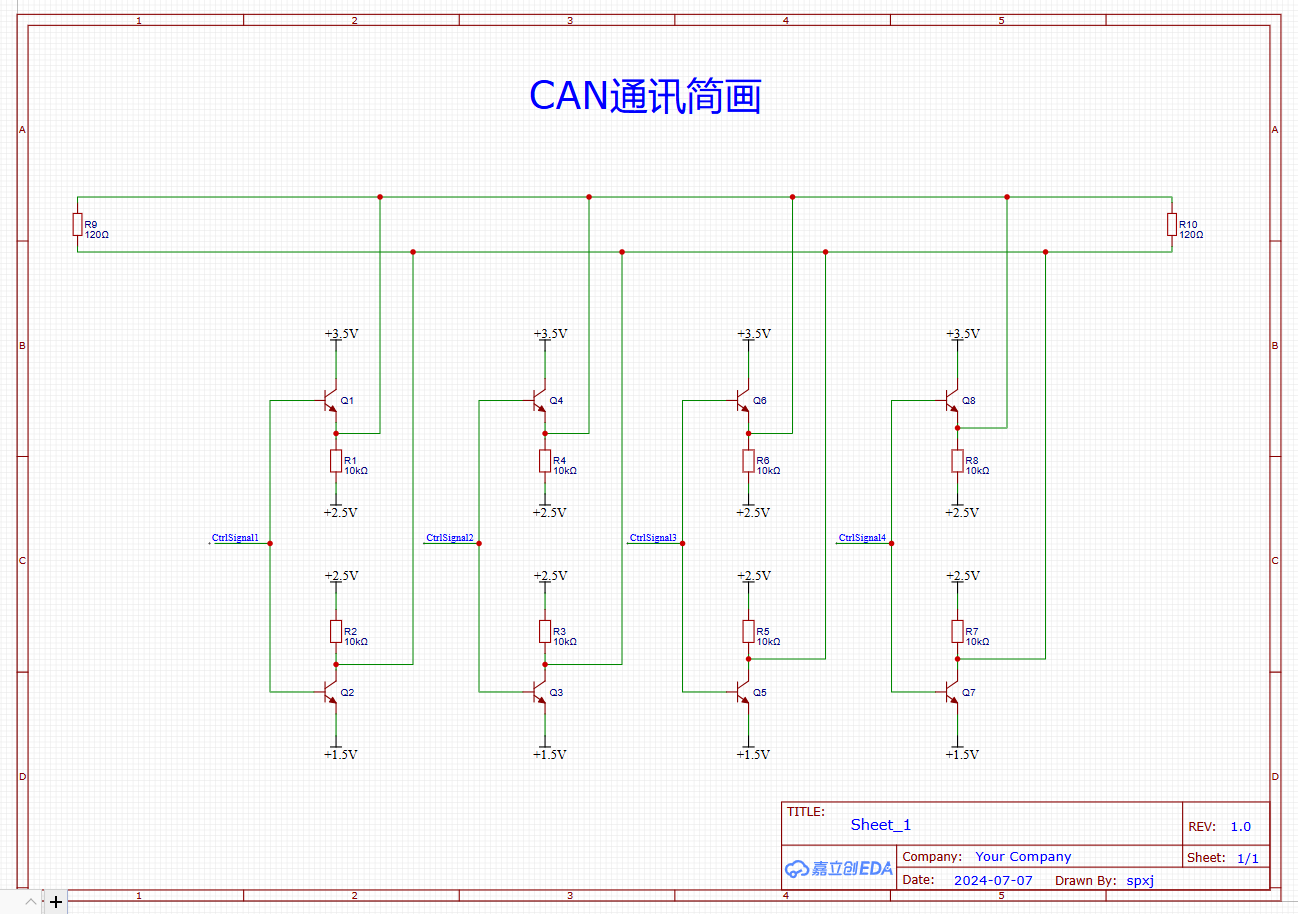 1 2 3 4 5
CAN通讯简画
A A
R9
120Ω
R10
120Ω
B B
+3.5V +3.5V +3.5V +3.5V
Q1 Q4 Q6 Q8
R1
10kΩ
R4
10kΩ
R6
10kΩ
R8
10kΩ
+2.5V +2.5V +2.5V +2.5V
CtrlSignal1 CtrlSignal2 CtrlSignal3 CtrlSignal4
C C
+2.5V +2.5V +2.5V +2.5V
R2
10kΩ
R3
10kΩ
R5
10kΩ
R7
10kΩ
Q2 Q3 Q5 Q7
+1.5V +1.5V +1.5V +1.5V
D D
TITLE:
Sheet_1
REV: 1.0
嘉立创EDA
Company: Your Company
Sheet: 1/1
Date: 2024-07-07 Drawn By: spxj
1 2 3 4 5